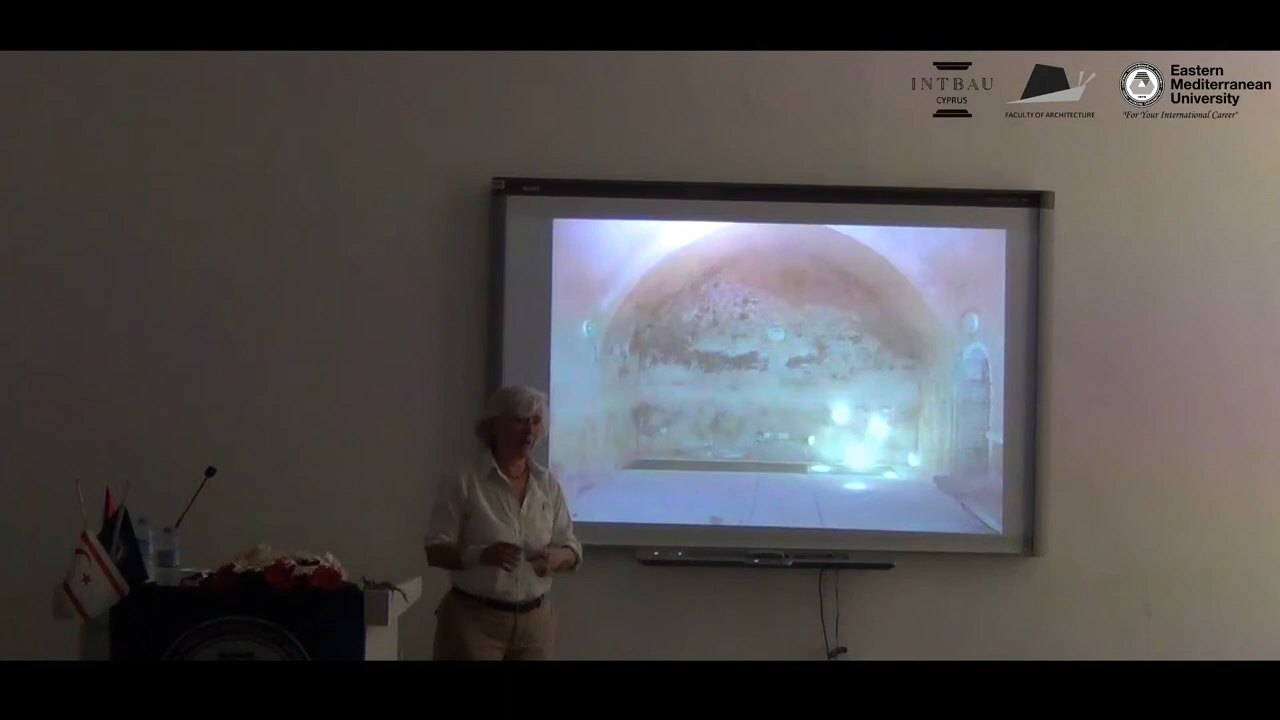 INTBAU
CYPRUS
FACULTY OF ARCHITECTURE
Eastern
Mediterranean
University
"For Your International Career"